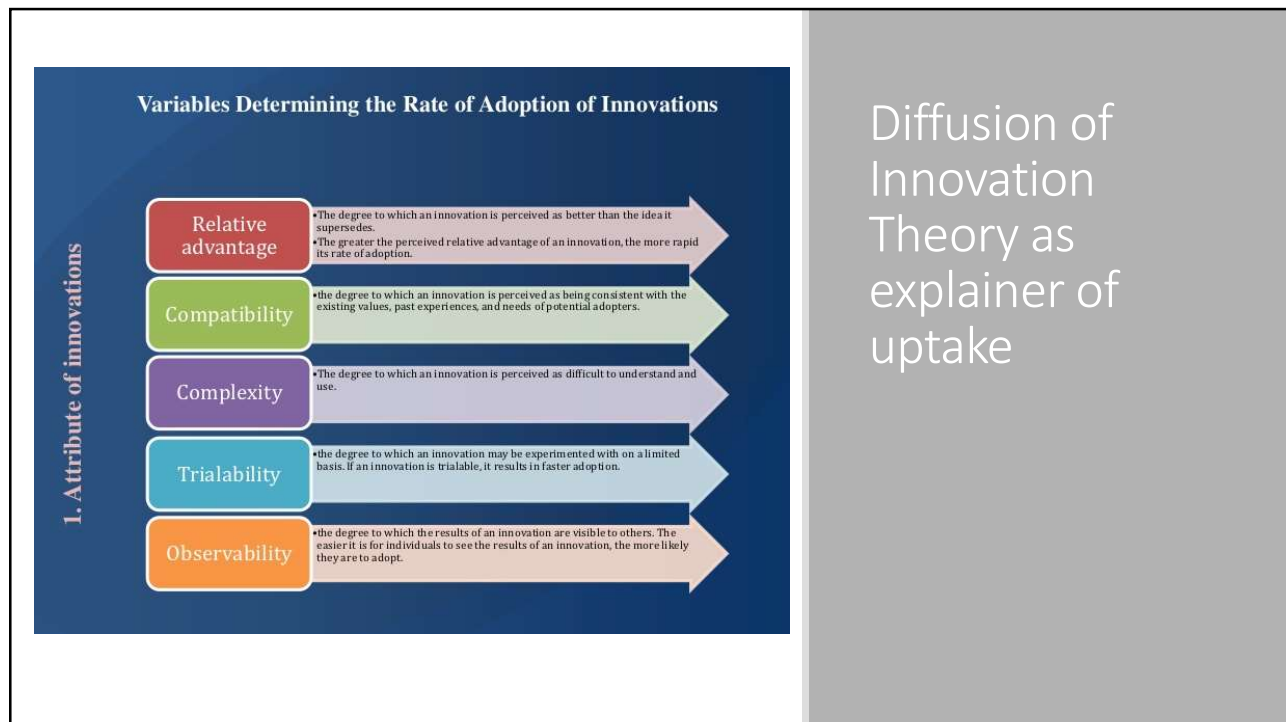 Variables Determining the Rate of Adoption of Innovations
1. Attribute of innovations
Relative
advantage
•The degree to which an innovation is perceived as better than the idea it
supersedes.
•The greater the perceived relative advantage of an innovation, the more rapid
its rate of adoption.
Compatibility
•the degree to which an innovation is perceived as being consistent with the
existing values, past experiences, and needs of potential adopters.
Complexity
•The degree to which an innovation is perceived as difficult to understand and
use.
Trialability
•the degree to which an innovation may be experimented with on a limited
basis. If an innovation is trialable, it results in faster adoption.
Observability
•the degree to which the results of an innovation are visible to others. The
easier it is for individuals to see the results of an innovation, the more likely
they are to adopt.
Diffusion of
Innovation
Theory as
explainer of
uptake